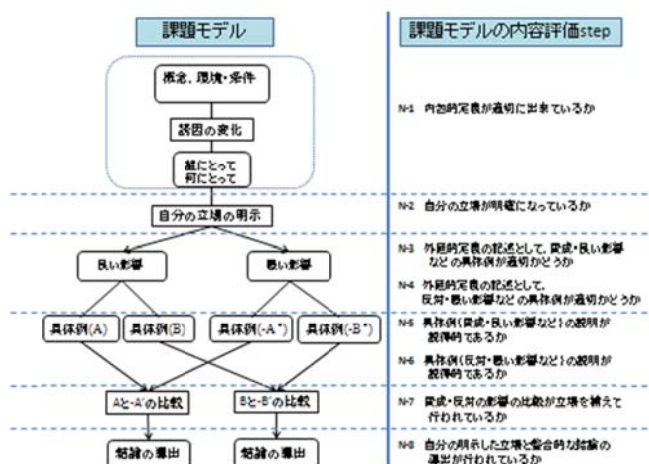 課題モデル
課題モデルの内容評価step
概念、環境・条件
誘因の変化
誰にとって
何にとって
N-1 内包的定義が適切に出来ているか
自分の立場の明示
N-2 自分の立場が明確になっているか
良い影響
悪い影響
N-3 外延的定義の記述として、賛成・良い影響
などの具体例が適切かどうか
N-4 外延的定義の記述として、
反対・悪い影響などの具体例が適切かどうか
具体例(A)
具体例(B)
具体例(-A')
具体例(-B')
N-5 具体例(賛成・良い影響など)の説明が
説得的であるか
N-6 具体例(反対・悪い影響など)の説明が
説得的であるか
Aと-A'の比較
Bと-B'の比較
N-7 賛成・反対の影響の比較が立場を補えて
行われているか
結論の導出
結論の導出
N-8 自分の明示した立場と整合的な結論の
導出が行われているか